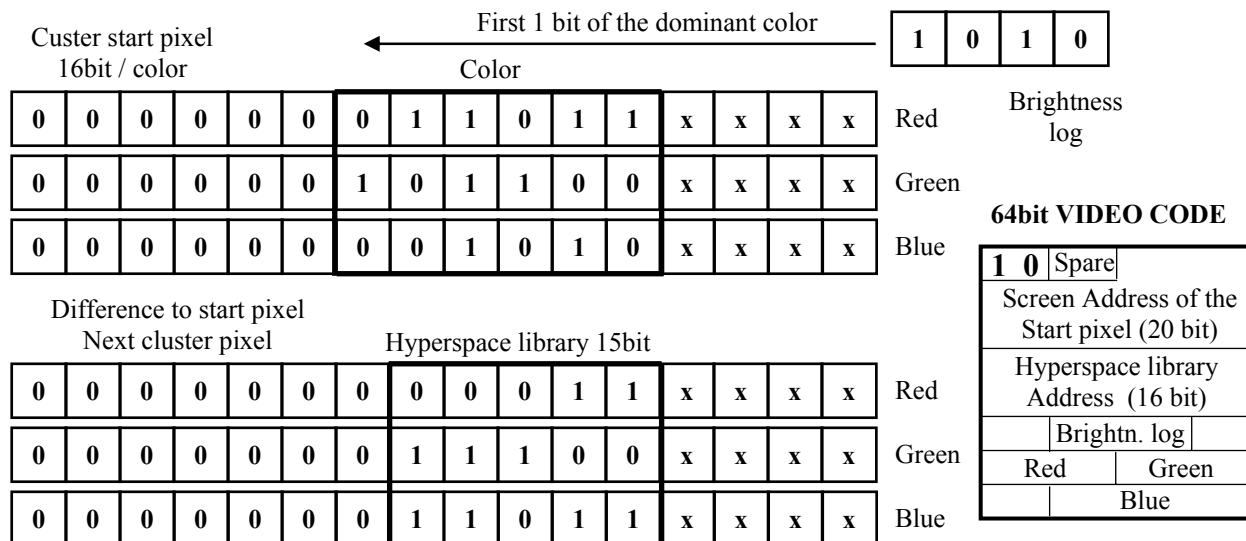 First 1 bit of the dominant color
1 0 1 0
Custer start pixel
16bit / color
Color
Brightness
log
0 0 0 0 0 0 0 1 1 0 1 1 x x x x Red
0 0 0 0 0 0 1 0 1 1 0 0 x x x x Green
0 0 0 0 0 0 0 0 1 0 1 0 x x x x Blue
Difference to start pixel
Next cluster pixel
Hyperspace library 15bit
0 0 0 0 0 0 0 0 0 0 1 1 x x x x Red
0 0 0 0 0 0 0 1 1 1 0 0 x x x x Green
0 0 0 0 0 0 0 1 1 0 1 1 x x x x Blue
64bit VIDEO CODE
1 0 Spare
Screen Address of the
Start pixel (20 bit)
Hyperspace library
Address (16 bit)
Brightn. log
Red Green
Blue